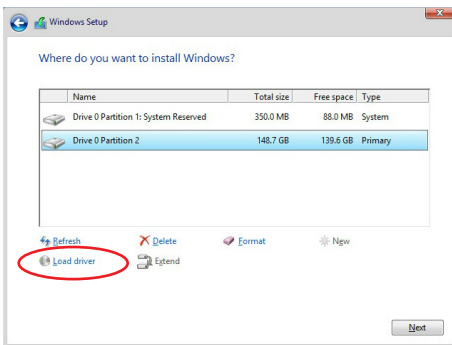 Windows Setup
Where do you want to install Windows?
Name Total size Free space Type
Drive 0 Partition 1: System Reserved 350.0 MB 88.0 MB System
Drive 0 Partition 2 148.7 GB 139.6 GB Primary
Refresh Delete Format New
Load driver Extend
Next